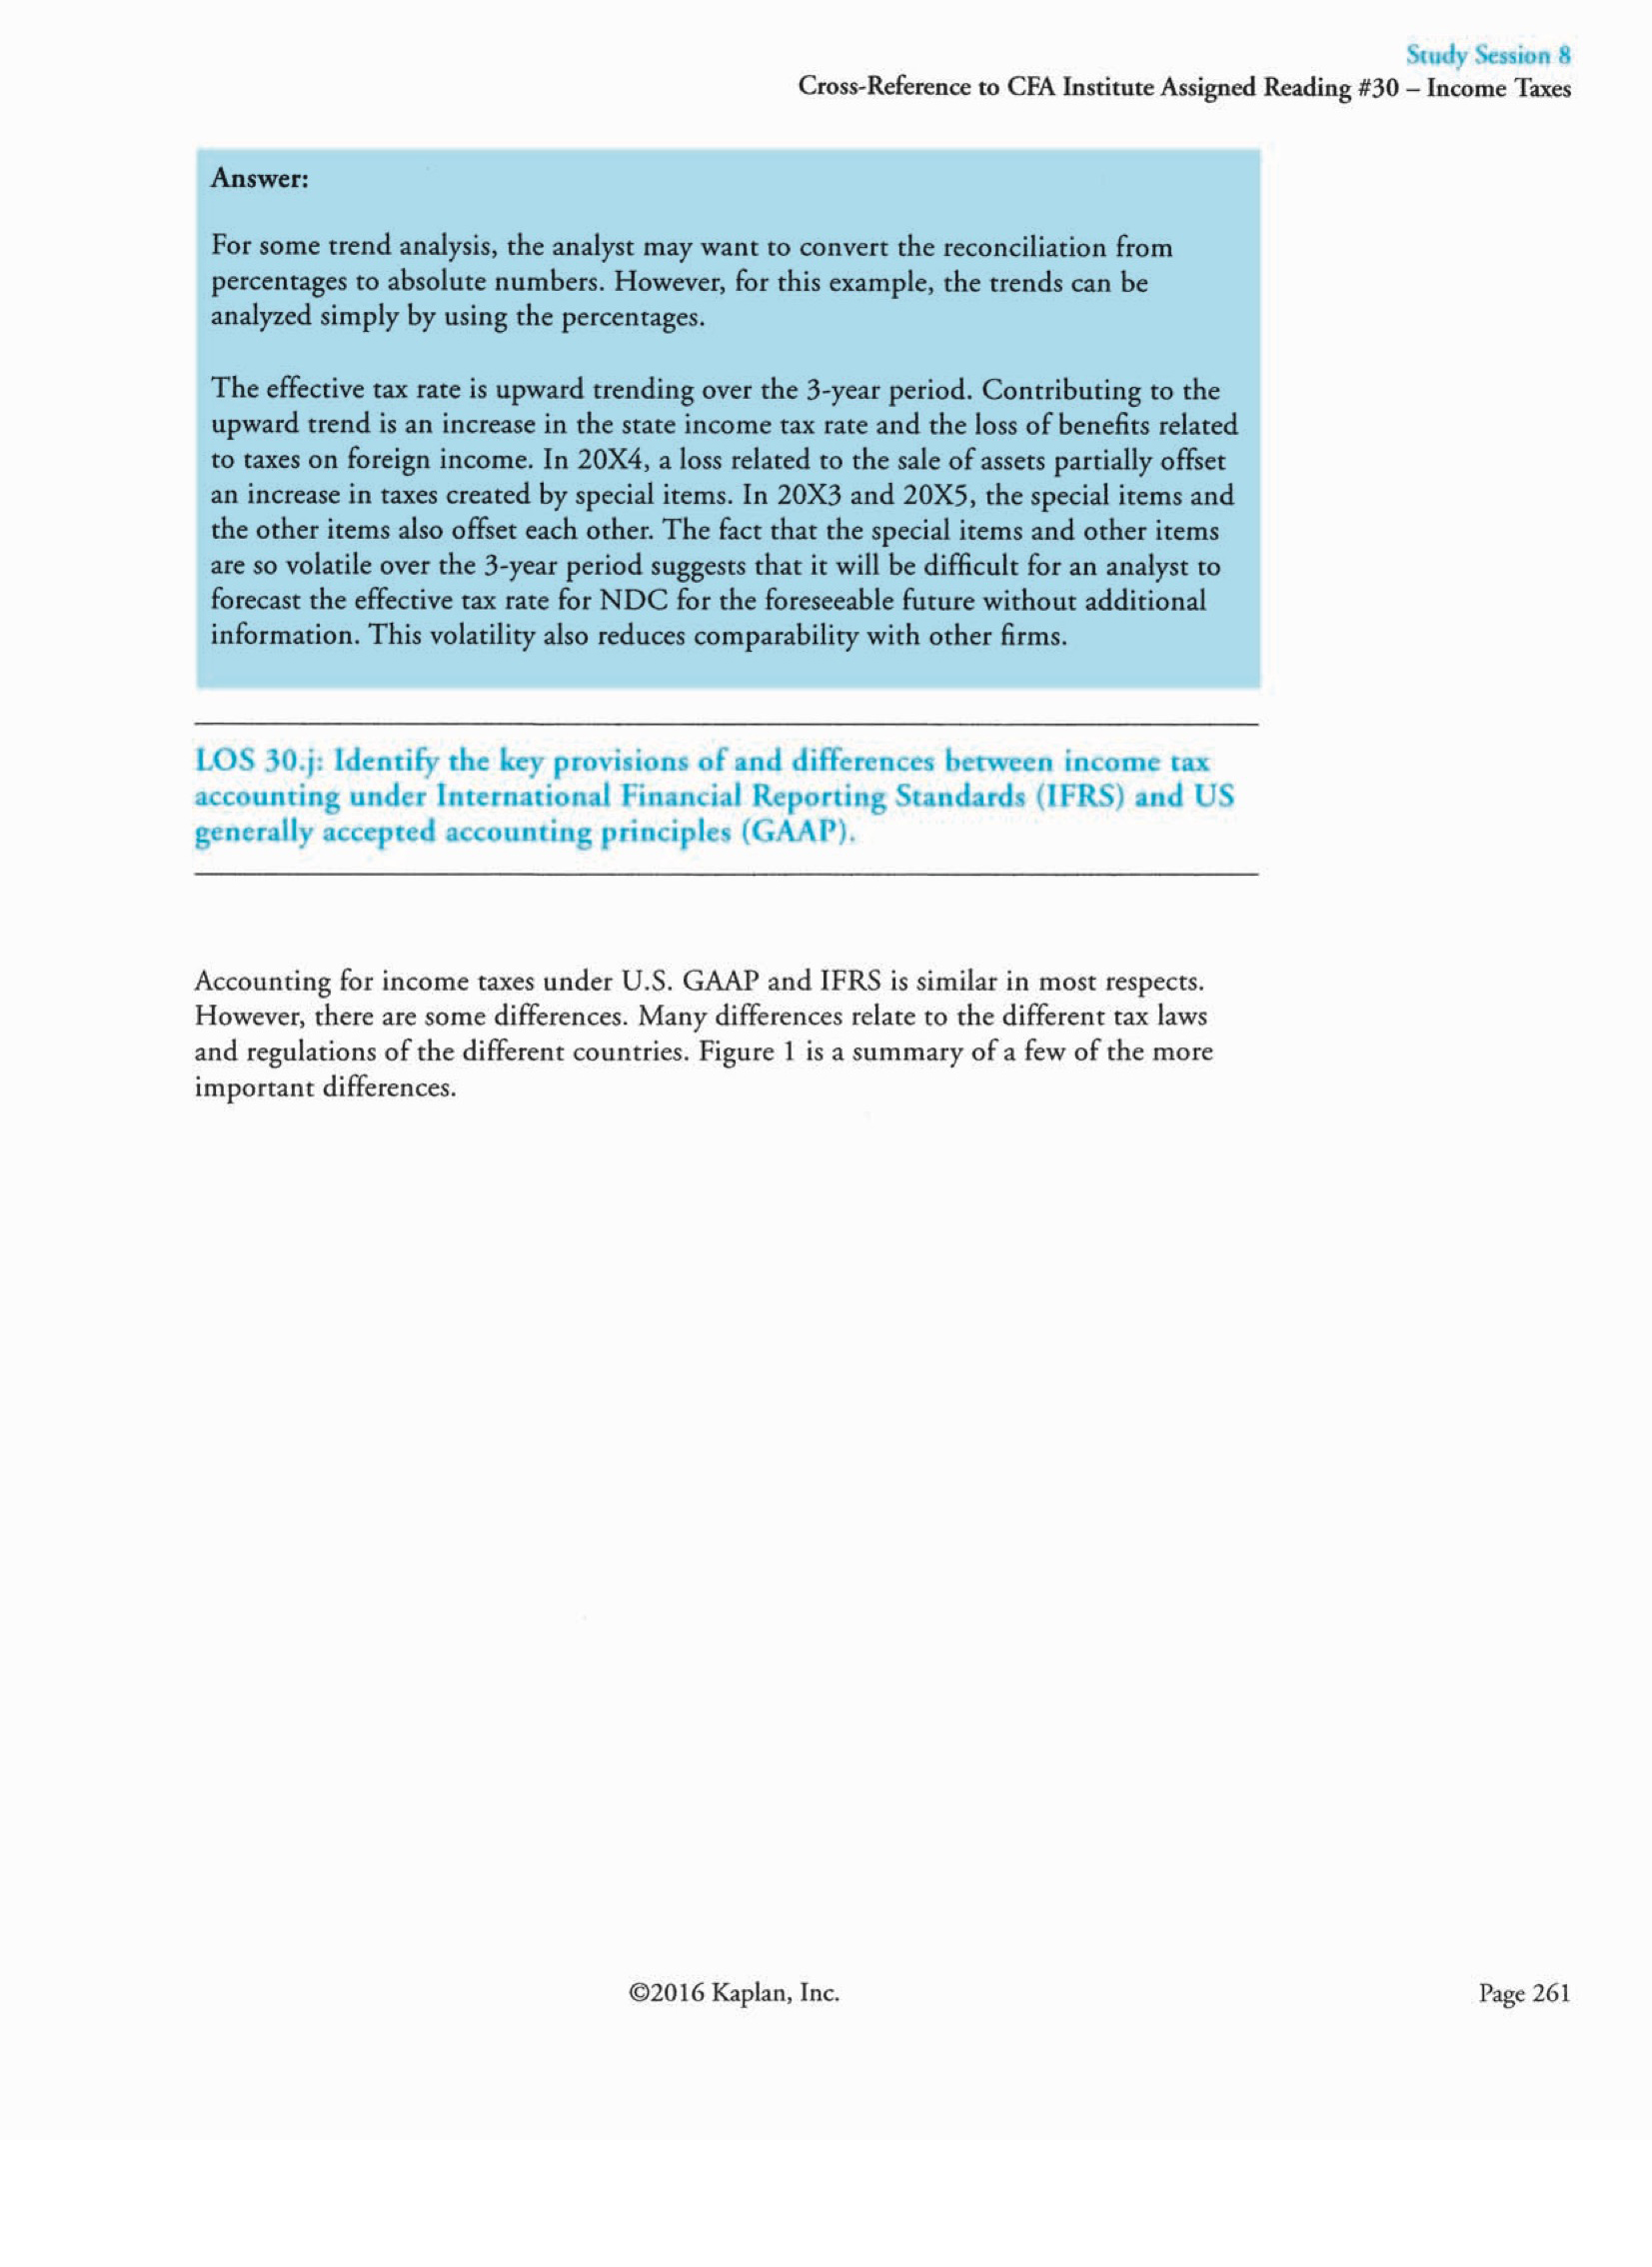 Study Session 8
Cross-Reference to CFA Institute Assigned Reading #30 – Income Taxes
Answer:
For some trend analysis, the analyst may want to convert the reconciliation from
percentages to absolute numbers. However, for this example, the trends can be
analyzed simply by using the percentages.
The effective tax rate is upward trending over the 3-year period. Contributing to the
upward trend is an increase in the state income tax rate and the loss of benefits related
to taxes on foreign income. In 20X4, a loss related to the sale of assets partially offset
an increase in taxes created by special items. In 20X3 and 20X5, the special items and
the other items also offset each other. The fact that the special items and other items
are so volatile over the 3-year period suggests that it will be difficult for an analyst to
forecast the effective tax rate for NDC for the foreseeable future without additional
information. This volatility also reduces comparability with other firms.
LOS 30.j: Identify the key provisions of and differences between income tax
accounting under International Financial Reporting Standards (IFRS) and US
generally accepted accounting principles (GAAP).
Accounting for income taxes under U.S. GAAP and IFRS is similar in most respects.
However, there are some differences. Many differences relate to the different tax laws
and regulations of the different countries. Figure 1 is a summary of a few of the more
important differences.
©2016 Kaplan, Inc.
Page 261